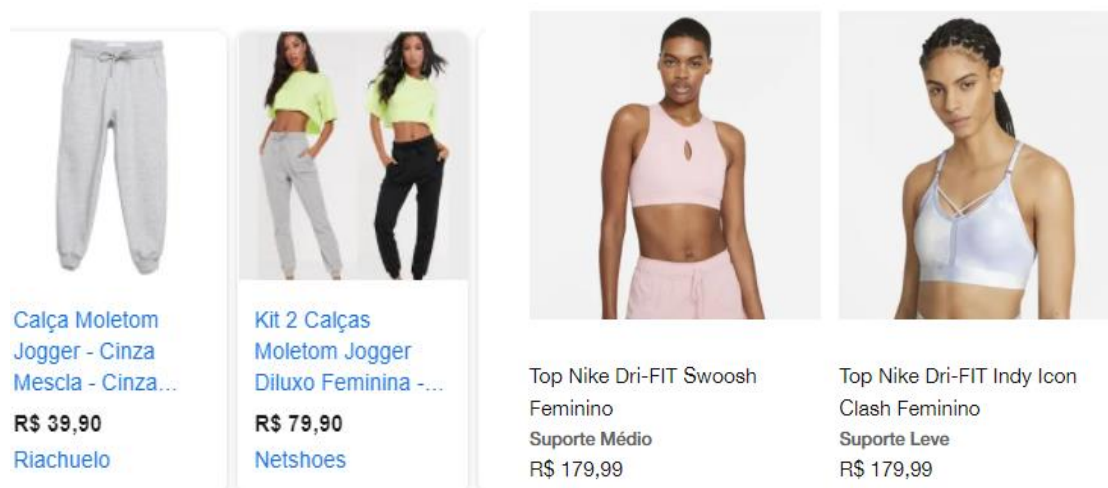 Calça Moletom
Jogger - Cinza
Mescla - Cinza...
R$ 39,90
Riachuelo
Kit 2 Calças
Moletom Jogger
Diluxo Feminina -...
R$ 79,90
Netshoes
Top Nike Dri-FIT Swoosh
Feminino
Suporte Médio
R$ 179,99
Top Nike Dri-FIT Indy Icon
Clash Feminino
Suporte Leve
R$ 179,99